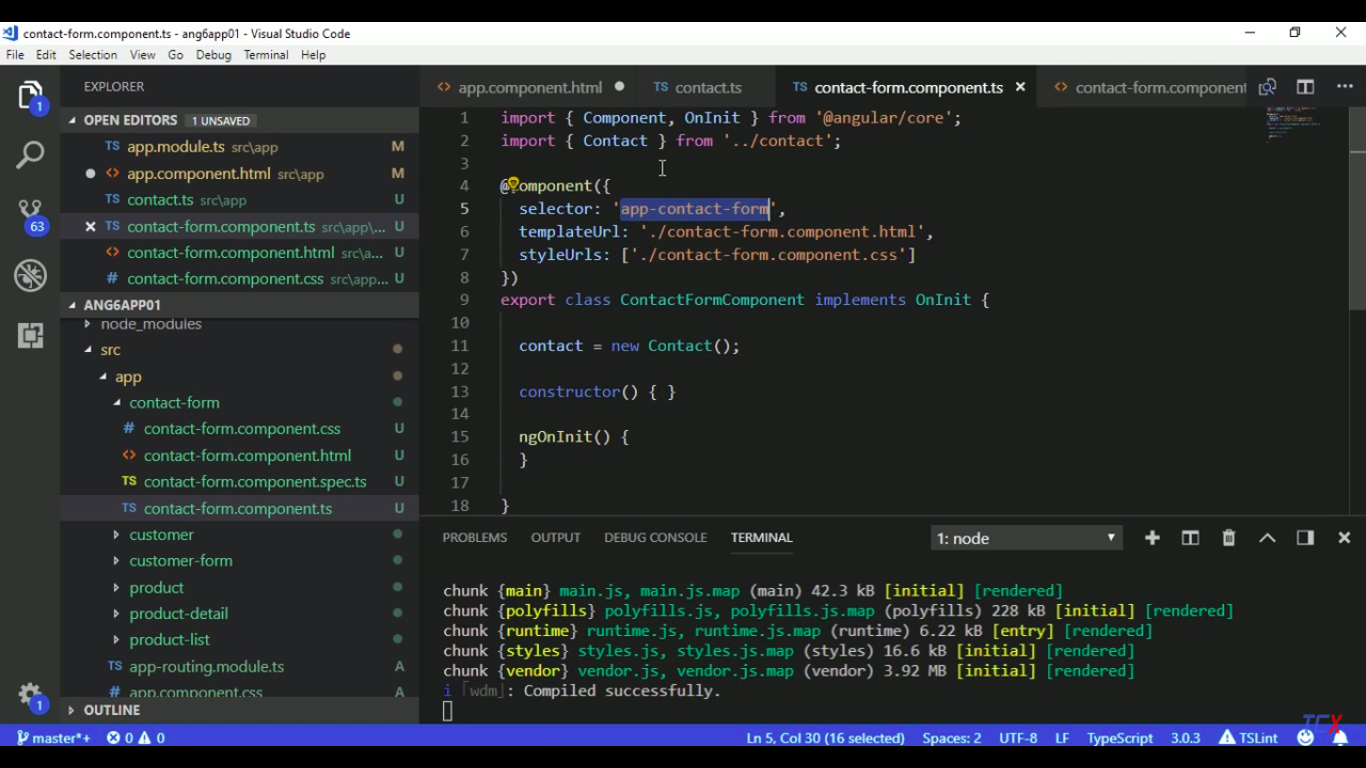 contact-form.component.ts - ang6app01 - Visual Studio Code
File Edit Selection View Go Debug Terminal Help
EXPLORER
OPEN EDITORS 1 UNSAVED
TS app.module.ts src\app M
<> app.component.html src\app M
TS contact.ts src\app U
TS contact-form.component.ts src\app\... U
<> contact-form.component.html src\a... U
# contact-form.component.css src\app... U
ANG6APP01
node_modules
src
app
contact-form
# contact-form.component.css U
<> contact-form.component.html U
TS contact-form.component.spec.ts U
TS contact-form.component.ts U
customer
customer-form
product
product-detail
product-list
TS app-routing.module.ts A
# app.component.css A
OUTLINE
1
63
1
<> app.component.html TS contact.ts TS contact-form.component.ts <> contact-form.component
1 import { Component, OnInit } from '@angular/core';
2 import { Contact } from '../contact';
3
4 @Component({
5 selector: 'app-contact-form',
6 templateUrl: './contact-form.component.html',
7 styleUrls: ['./contact-form.component.css']
8 })
9 export class ContactFormComponent implements OnInit {
10
11 contact = new Contact();
12
13 constructor() { }
14
15 ngOnInit() {
16 }
17
18 }
PROBLEMS OUTPUT DEBUG CONSOLE TERMINAL 1: node
chunk {main} main.js, main.js.map (main) 42.3 kB [initial] [rendered]
chunk {polyfills} polyfills.js, polyfills.js.map (polyfills) 228 kB [initial] [rendered]
chunk {runtime} runtime.js, runtime.js.map (runtime) 6.22 kB [entry] [rendered]
chunk {styles} styles.js, styles.js.map (styles) 16.6 kB [initial] [rendered]
chunk {vendor} vendor.js, vendor.js.map (vendor) 3.92 MB [initial] [rendered]
i ｢wdm｣: Compiled successfully.
TCX
master*+ 0 0 Ln 5, Col 30 (16 selected) Spaces: 2 UTF-8 LF TypeScript 3.0.3 TSLint